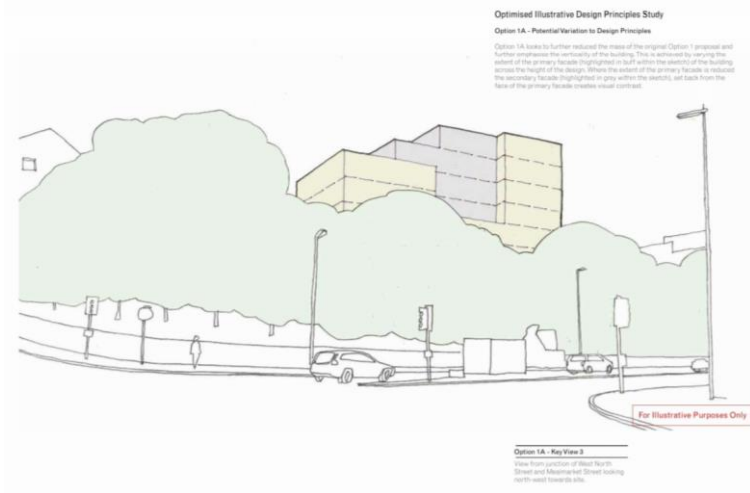 Optimised Illustrative Design Principles Study
Option 1A - Potential Variation to Design Principles
Option 1A looks to further reduced the mass of the original Option 1 proposal and
further emphasise the verticality of the building. This is achieved by varying the
extent of the primary facade (highlighted in buff within the sketch) of the building
across the height of the design. Where the extent of the primary facade is reduced
the secondary facade (highlighted in grey within the sketch), set back from the
face of the primary facade creates visual contrast.
For Illustrative Purposes Only
Option 1A - Key View 3
View from junction of West North
Street and Mealmarket Street looking
north-west towards site.